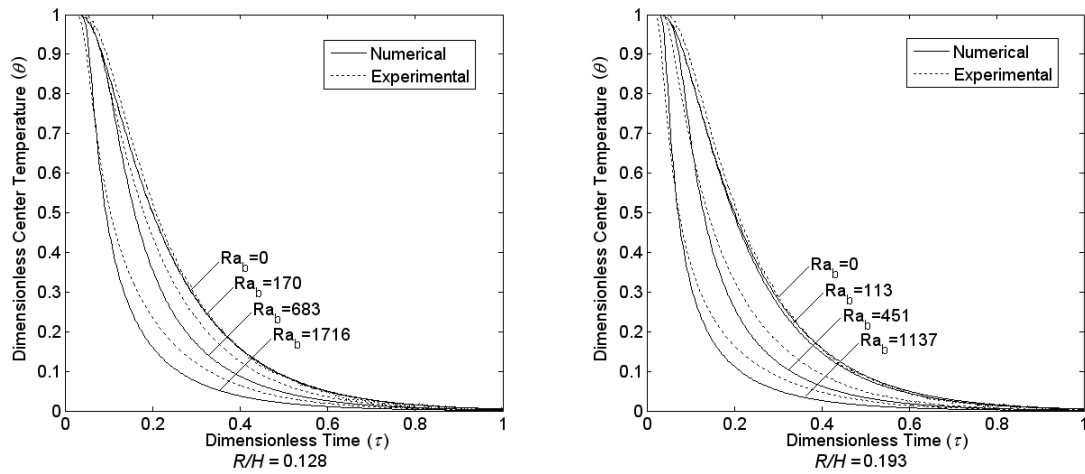 1
0.9
0.8
0.7
0.6
0.5
0.4
0.3
0.2
0.1
0
Dimensionless Center Temperature (θ)
Numerical
Experimental
Ra_b=0
Ra_b=170
Ra_b=683
Ra_b=1716
0 0.2 0.4 0.6 0.8 1
Dimensionless Time (τ)
R/H = 0.128
1
0.9
0.8
0.7
0.6
0.5
0.4
0.3
0.2
0.1
0
Dimensionless Center Temperature (θ)
Numerical
Experimental
Ra_b=0
Ra_b=113
Ra_b=451
Ra_b=1137
0 0.2 0.4 0.6 0.8 1
Dimensionless Time (τ)
R/H = 0.193